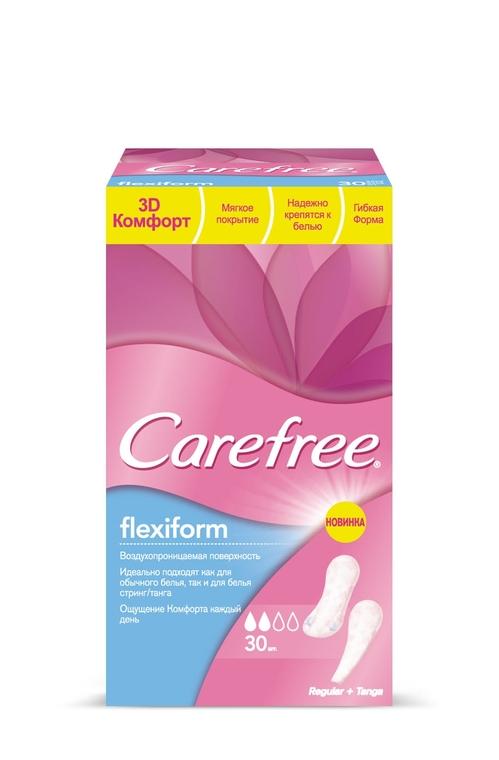 Carefree
flexiform
30
3D
Комфорт
Мягкое
покрытие
Надежно
крепятся к
белью
Гибкая
Форма
Carefree®
НОВИНКА
flexiform
Воздухопроницаемая поверхность
Идеально подходят как для
обычного белья, так и для белья
стринг/танга
Ощущение Комфорта каждый
день
30 шт.
Regular + Tanga